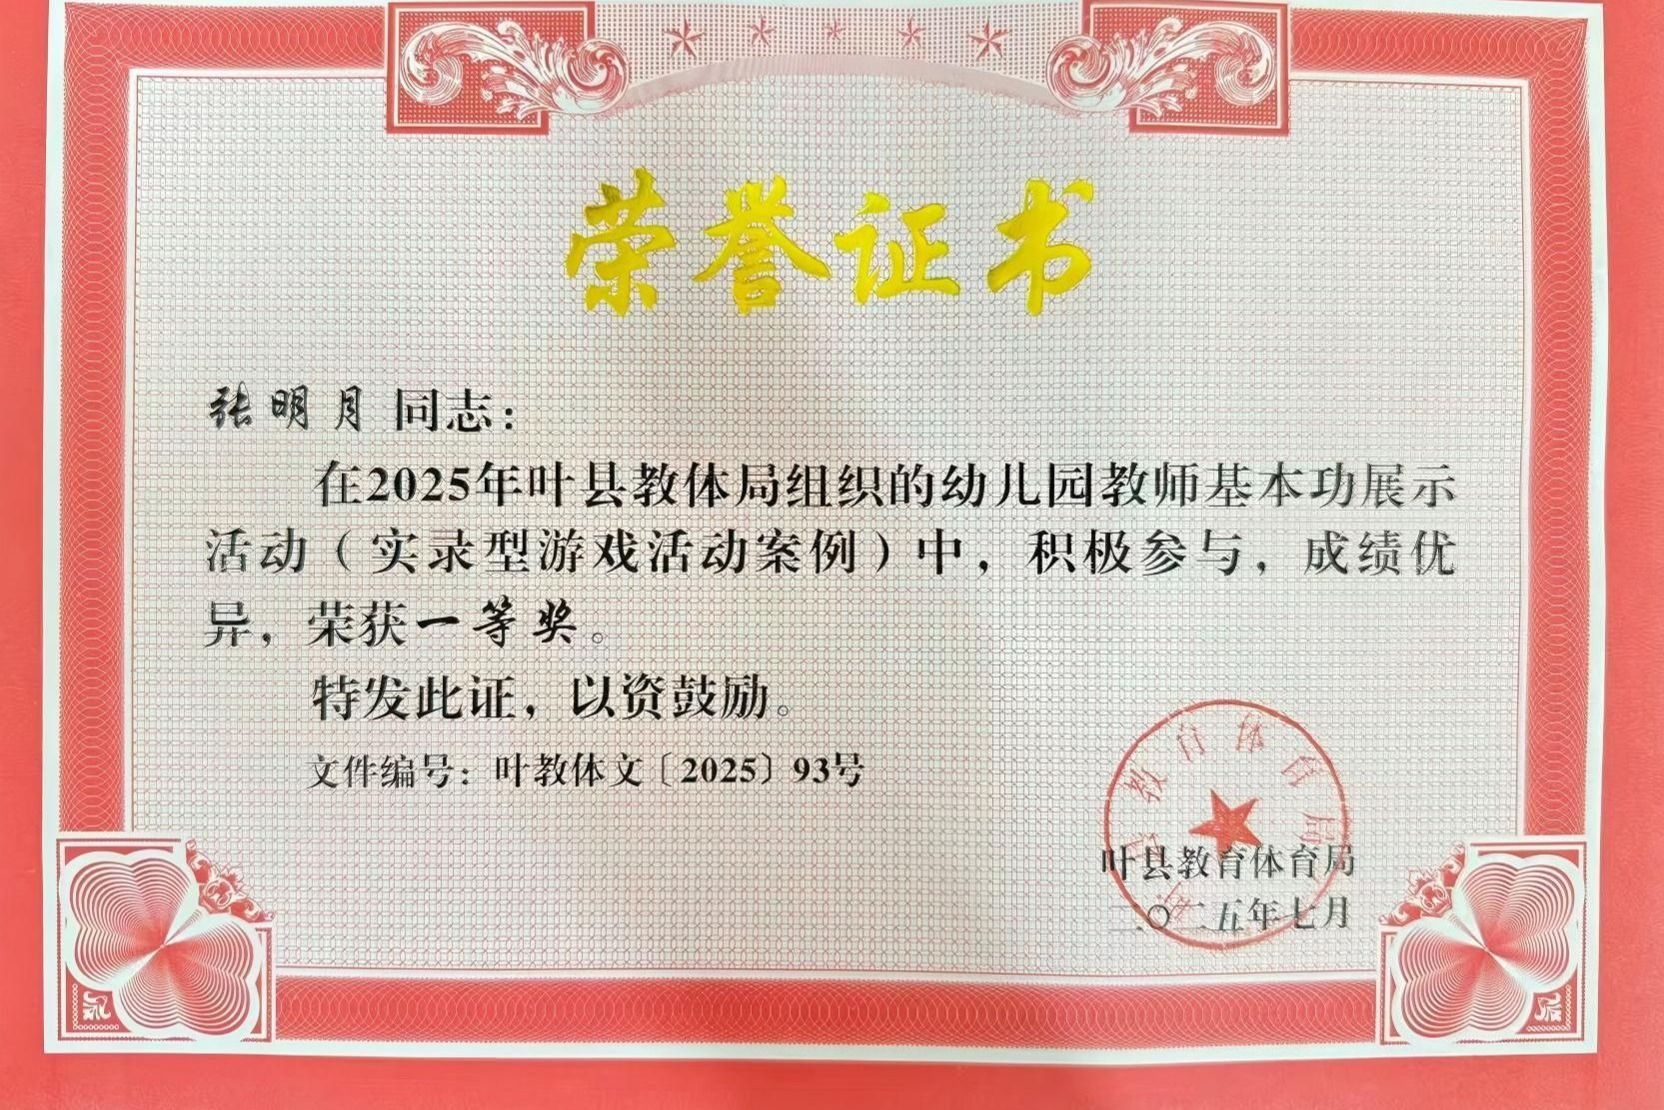 荣誉证书
张明月 同志：
在2025年叶县教体局组织的幼儿园教师基本功展示
活动（实录型游戏活动案例）中，积极参与，成绩优
异，荣获一等奖。
特发此证，以资鼓励。
文件编号：叶教体文〔2025〕93号
叶县教育体育局
二〇二五年七月